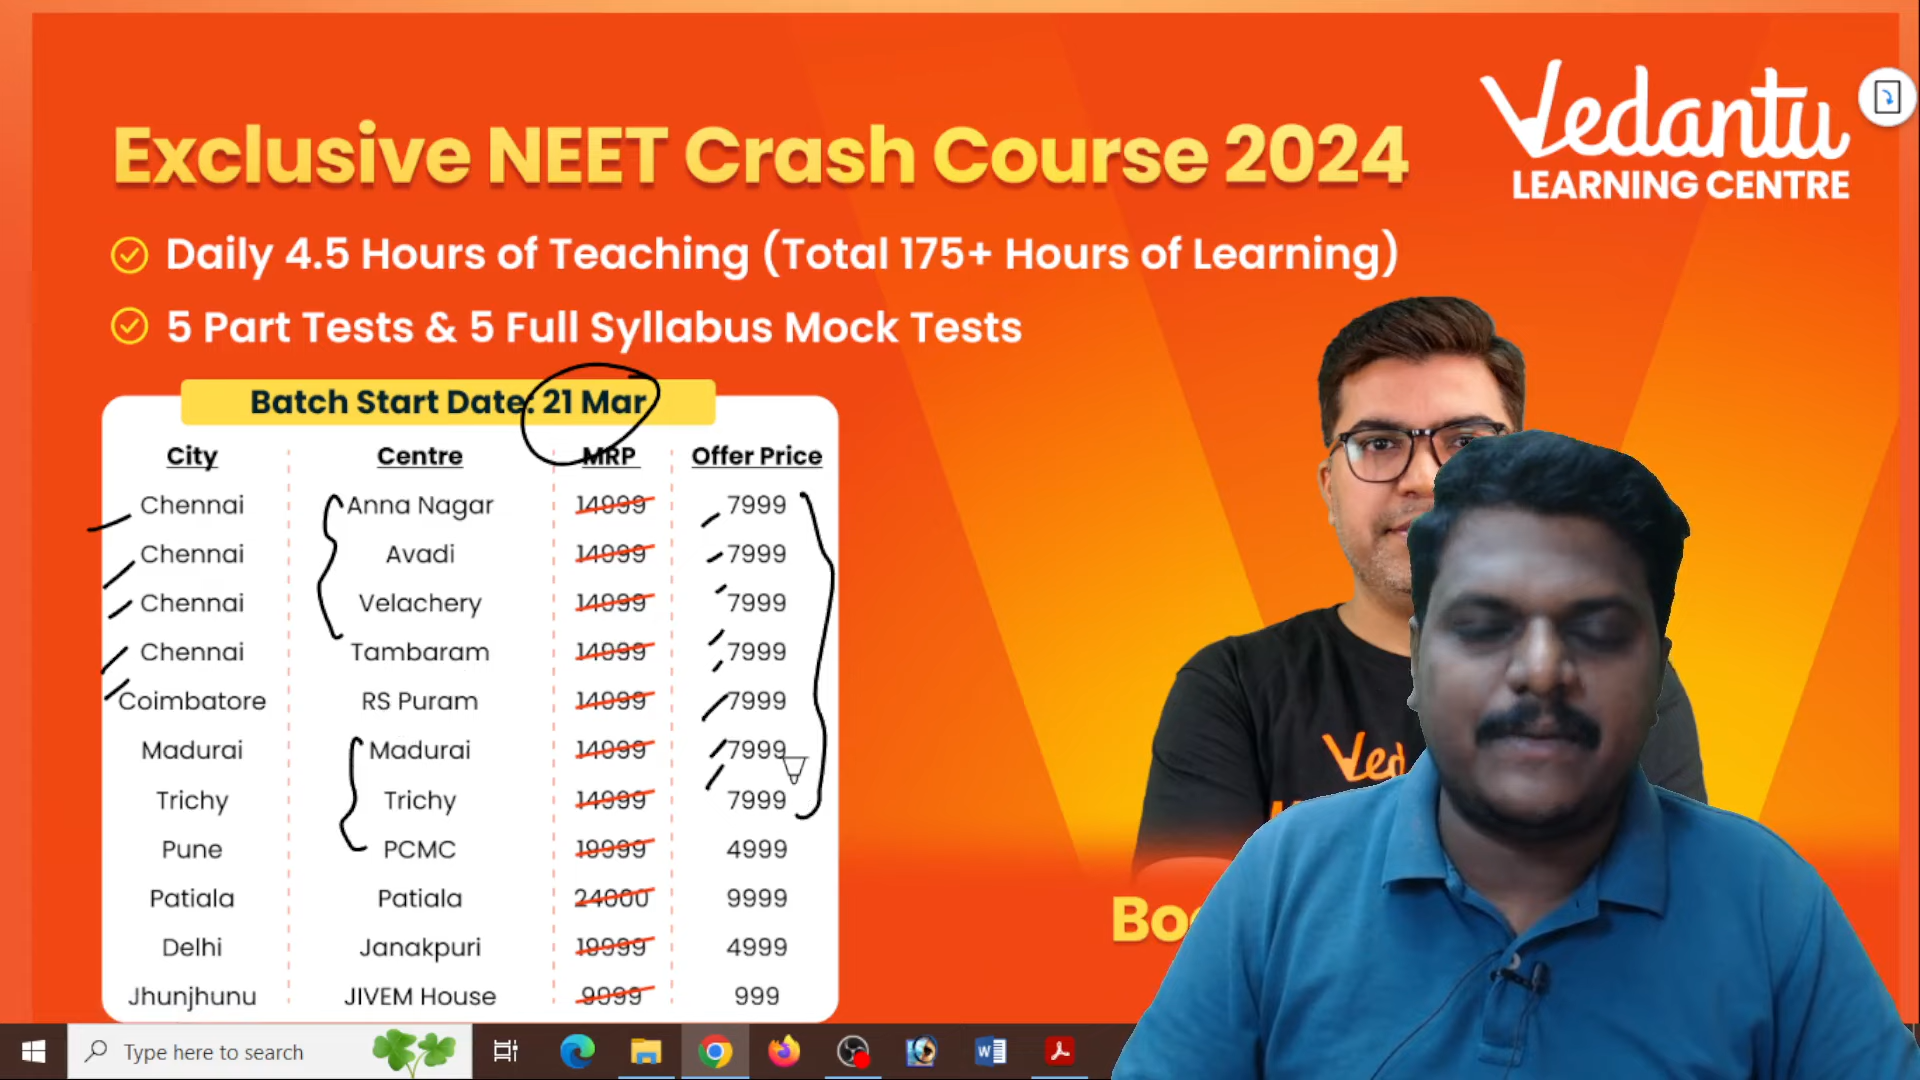 Exclusive NEET Crash Course 2024
Vedantu
LEARNING CENTRE
Daily 4.5 Hours of Teaching (Total 175+ Hours of Learning)
5 Part Tests & 5 Full Syllabus Mock Tests
Batch Start Date: 21 Mar
City Centre MRP Offer Price
Chennai Anna Nagar 14999 7999
Chennai Avadi 14999 7999
Chennai Velachery 14999 7999
Chennai Tambaram 14999 7999
Coimbatore RS Puram 14999 7999
Madurai Madurai 14999 7999
Trichy Trichy 14999 7999
Pune PCMC 19999 4999
Patiala Patiala 24000 9999
Delhi Janakpuri 19999 4999
Jhunjhunu JIVEM House 9999 999
Ved
Type here to search